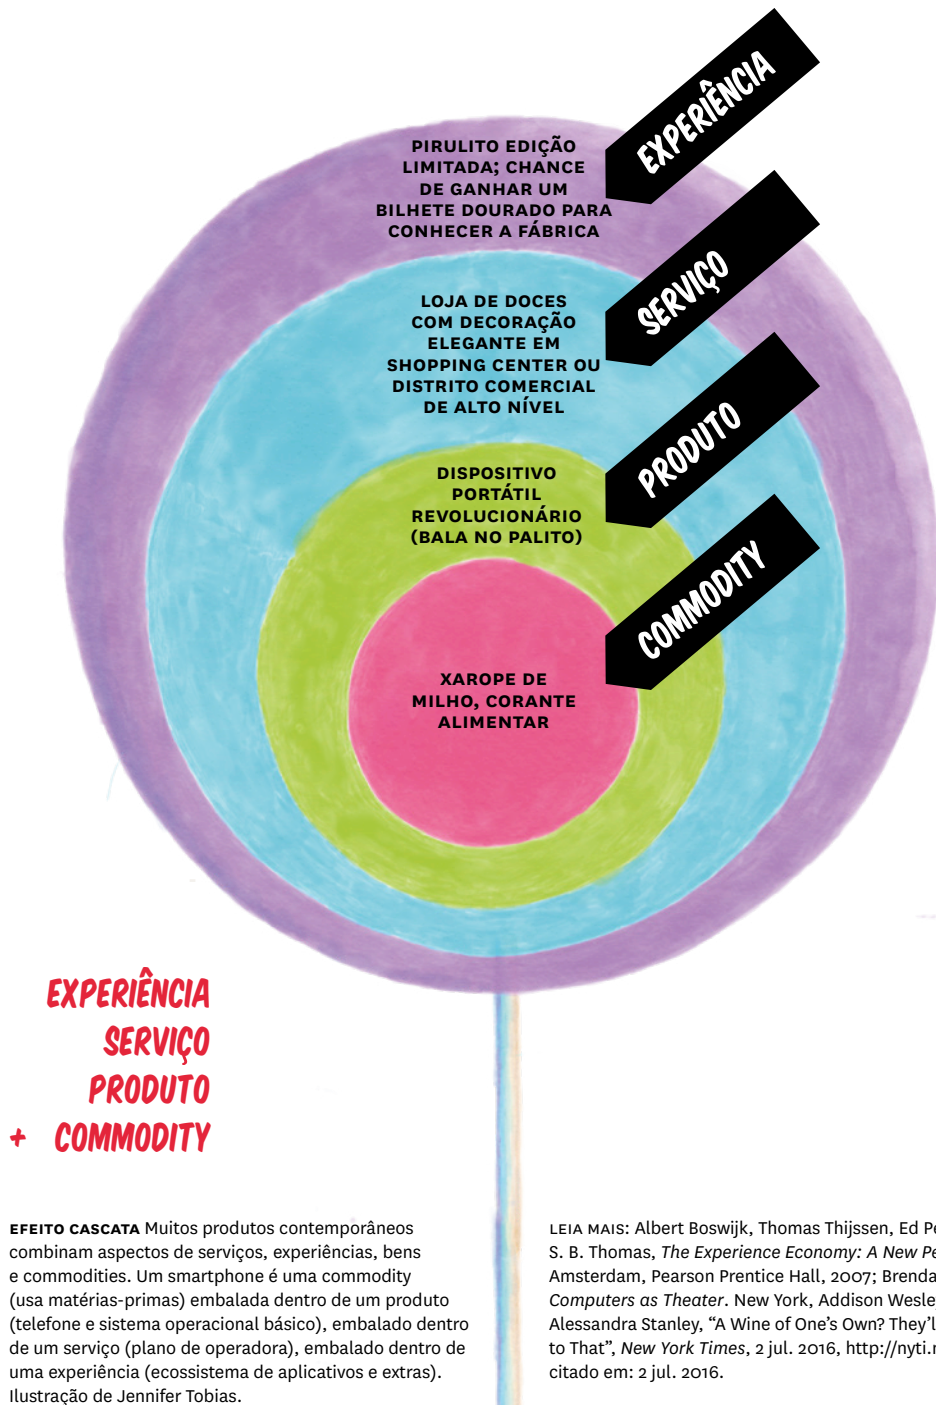 EXPERIÊNCIA
PIRULITO EDIÇÃO
LIMITADA; CHANCE
DE GANHAR UM
BILHETE DOURADO PARA
CONHECER A FÁBRICA
SERVIÇO
LOJA DE DOCES
COM DECORAÇÃO
ELEGANTE EM
SHOPPING CENTER OU
DISTRITO COMERCIAL
DE ALTO NÍVEL
PRODUTO
DISPOSITIVO
PORTÁTIL
REVOLUCIONÁRIO
(BALA NO PALITO)
COMMODITY
XAROPE DE
MILHO, CORANTE
ALIMENTAR
EXPERIÊNCIA
SERVIÇO
PRODUTO
+ COMMODITY
EFEITO CASCATA Muitos produtos contemporâneos
combinam aspectos de serviços, experiências, bens
e commodities. Um smartphone é uma commodity
(usa matérias-primas) embalada dentro de um produto
(telefone e sistema operacional básico), embalado dentro
de um serviço (plano de operadora), embalado dentro de
uma experiência (ecossistema de aplicativos e extras).
Ilustração de Jennifer Tobias.
LEIA MAIS: Albert Boswijk, Thomas Thijssen, Ed
S. B. Thomas, The Experience Economy: A New
Amsterdam, Pearson Prentice Hall, 2007; Brenda
Computers as Theater. New York, Addison
Alessandra Stanley, “A Wine of One’s Own?
to That”, New York Times, 2 jul. 2016,
citado em: 2 jul. 2016.